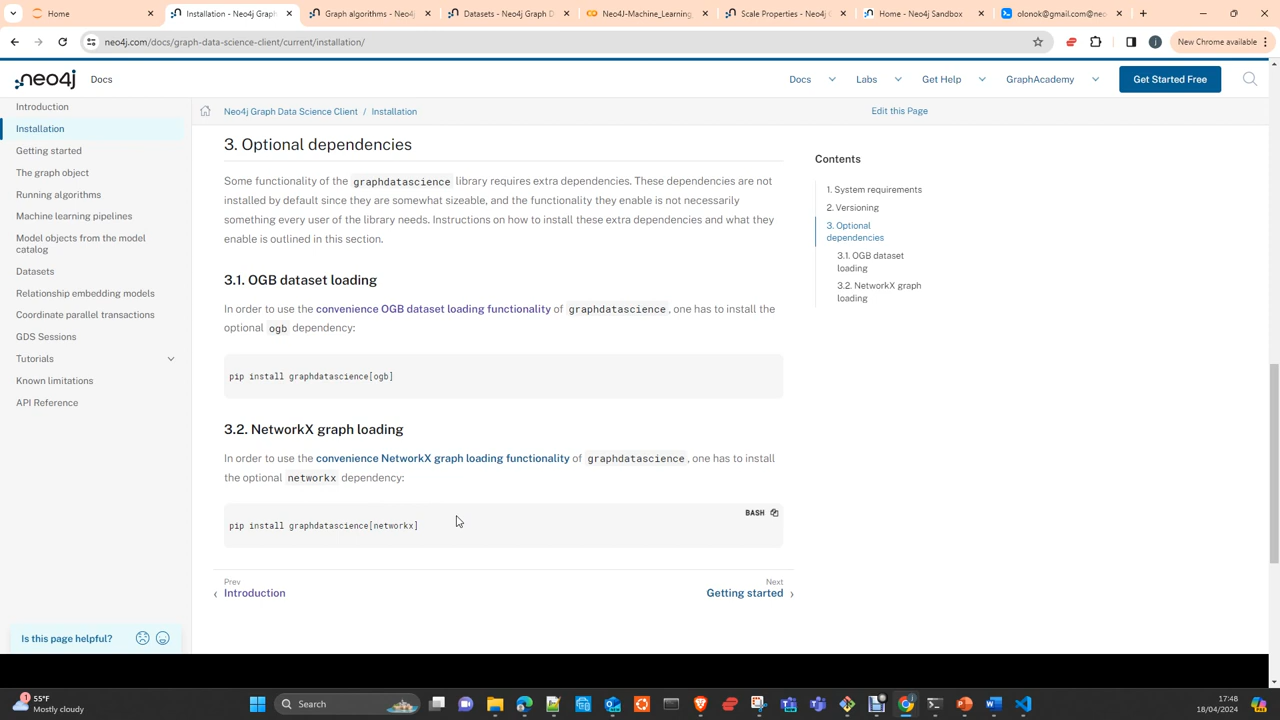 Home
Installation - Neo4j Grap
Graph algorithms - Neo4j
Datasets - Neo4j Graph D
Neo4J-Machine_Learning_
Scale Properties - Neo4j G
Home - Neo4j Sandbox
olonok@gmail.com@neo
neo4j.com/docs/graph-data-science-client/current/installation/
New Chrome available
neo4j Docs
Docs
Labs
Get Help
GraphAcademy
Get Started Free
Introduction
Installation
Getting started
The graph object
Running algorithms
Machine learning pipelines
Model objects from the model
catalog
Datasets
Relationship embedding models
Coordinate parallel transactions
GDS Sessions
Tutorials
Known limitations
API Reference
Is this page helpful?
Neo4j Graph Data Science Client / Installation
Edit this Page
3. Optional dependencies
Some functionality of the graphdatascience library requires extra dependencies. These dependencies are not
installed by default since they are somewhat sizeable, and the functionality they enable is not necessarily
something every user of the library needs. Instructions on how to install these extra dependencies and what they
enable is outlined in this section.
3.1. OGB dataset loading
In order to use the convenience OGB dataset loading functionality of graphdatascience, one has to install the
optional ogb dependency:
pip install graphdatascience[ogb]
3.2. NetworkX graph loading
In order to use the convenience NetworkX graph loading functionality of graphdatascience, one has to install
the optional networkx dependency:
BASH
pip install graphdatascience[networkx]
Prev
Introduction
Next
Getting started
Contents
1. System requirements
2. Versioning
3. Optional
dependencies
3.1. OGB dataset
loading
3.2. NetworkX graph
loading
1
55°F
Mostly cloudy
Search
17:48
18/04/2024